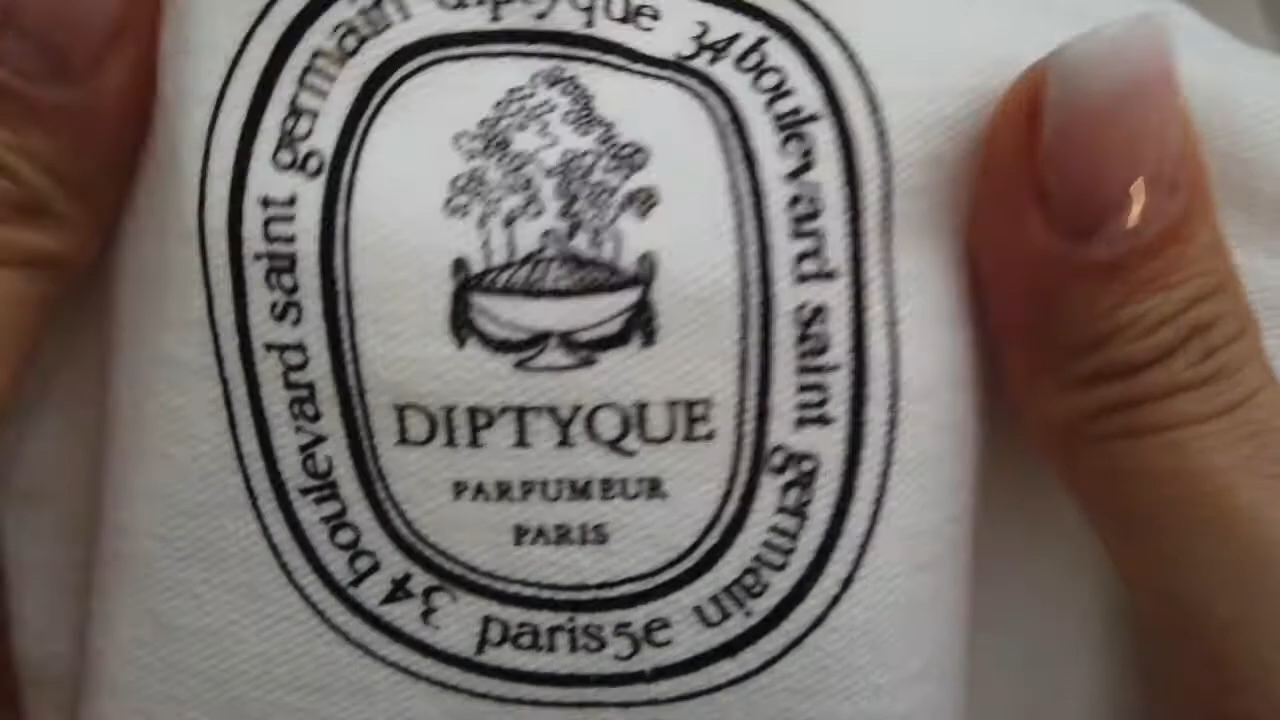 diptyque 34 boulevard saint germain paris5e 34 boulevard saint germain
DIPTYQUE
PARFUMEUR
PARIS